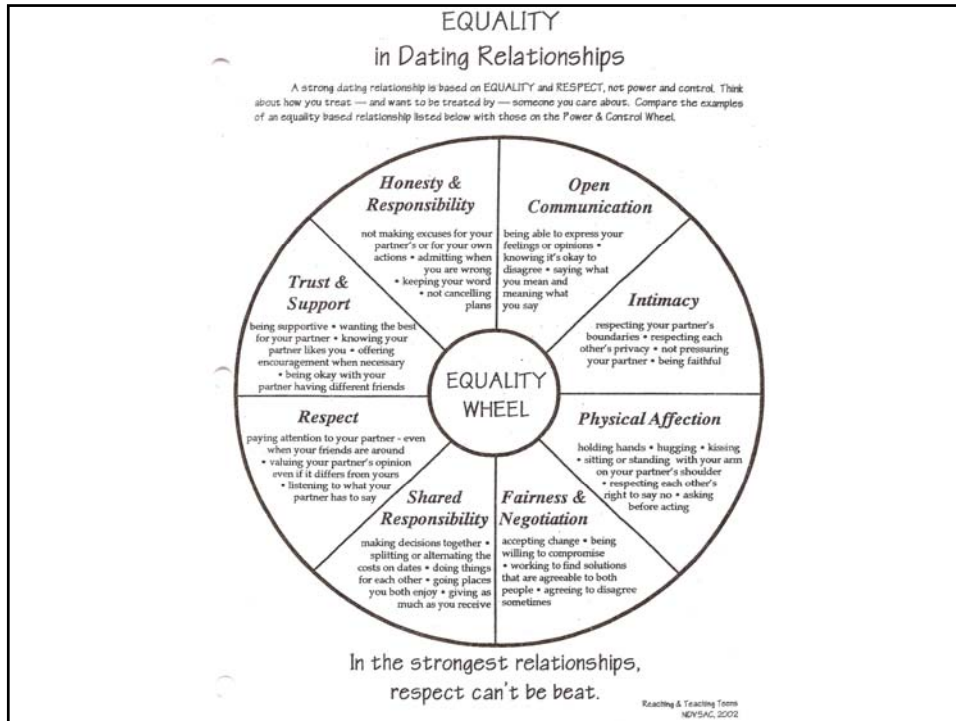 EQUALITY
in Dating Relationships
A strong dating relationship is based on EQUALITY and RESPECT, not power and control. Think
about how you treat — and want to be treated by — someone you care about. Compare the examples
of an equality based relationship listed below with those on the Power & Control Wheel.
Honesty &
Responsibility
not making excuses for your
partner's or for your own
actions • admitting when
you are wrong
• keeping your word
• not cancelling
plans
Open
Communication
being able to express your
feelings or opinions •
knowing it's okay to
disagree • saying what
you mean and
meaning what
you say
Intimacy
respecting your partner's
boundaries • respecting each
other's privacy • not pressuring
your partner • being faithful
Physical Affection
holding hands • hugging • kissing
• sitting or standing with your arm
on your partner's shoulder
• respecting each other's
right to say no • asking
before acting
Fairness &
Negotiation
accepting change • being
willing to compromise
• working to find solutions
that are agreeable to both
people • agreeing to disagree
sometimes
Shared
Responsibility
making decisions together •
splitting or alternating the
costs on dates • doing things
for each other • going places
you both enjoy • giving as
much as you receive
Respect
paying attention to your partner - even
when your friends are around
• valuing your partner's opinion
even if it differs from yours
• listening to what your
partner has to say
Trust &
Support
being supportive • wanting the best
for your partner • knowing your
partner likes you • offering
encouragement when necessary
• being okay with your
partner having different friends
EQUALITY
WHEEL
In the strongest relationships,
respect can't be beat.
Reaching & Teaching Teens
NDVSAC, 2002